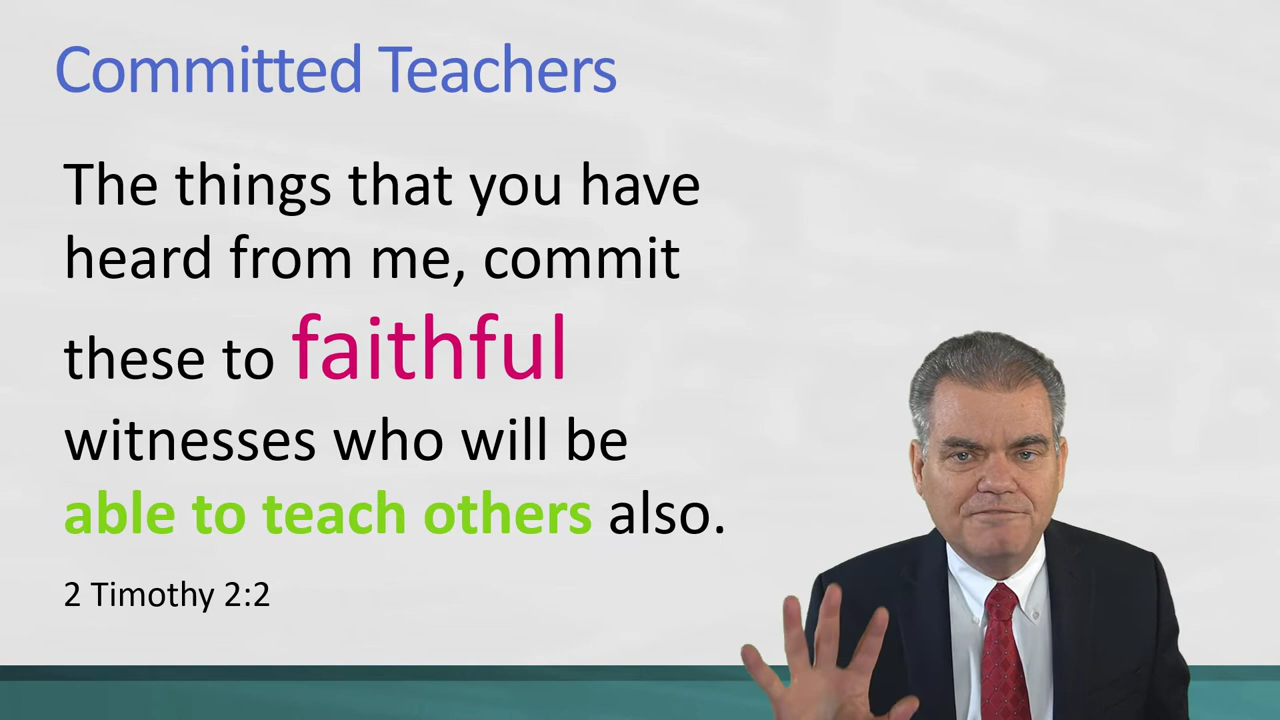 Committed Teachers
The things that you have
heard from me, commit
these to faithful
witnesses who will be
able to teach others also.
2 Timothy 2:2